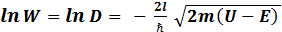 ln W = ln D = − 2l/ħ √2m(U − E)